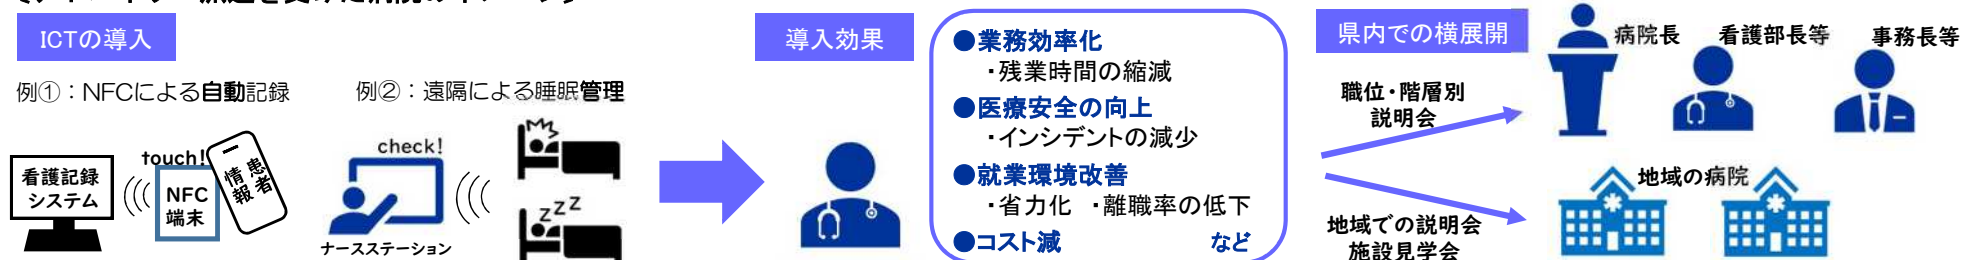 ICTの導入
例①：NFCによる自動記録
例②：遠隔による睡眠管理
看護記録
システム
touch!
NFC
端末
患者
情報
check!
ナースステーション
zzz
導入効果
●業務効率化
・残業時間の縮減
●医療安全の向上
・インシデントの減少
●就業環境改善
・省力化 ・離職率の低下
●コスト減 など
県内での横展開
職位・階層別
説明会
病院長
看護部長等
事務長等
地域での説明会
施設見学会
地域の病院